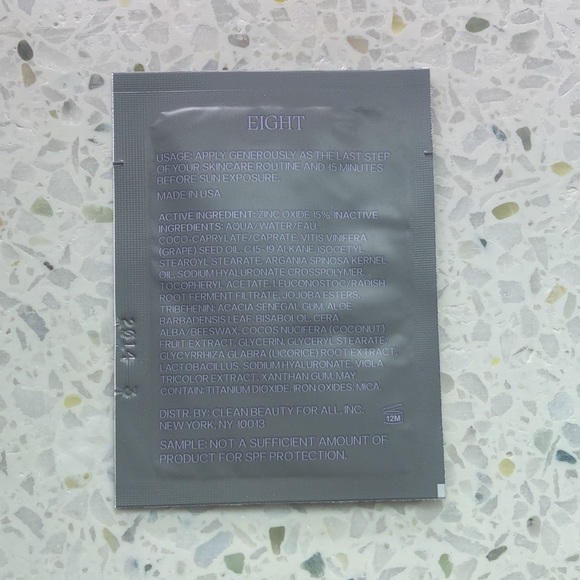 EIGHT
USAGE: APPLY GENEROUSLY AS THE LAST STEP
OF YOUR SKINCARE ROUTINE AND 15 MINUTES
BEFORE SUN EXPOSURE.
MADE IN USA
ACTIVE INGREDIENT: ZINC OXIDE 15%. INACTIVE
INGREDIENTS: AQUA/WATER/EAU,
COCO-CAPRYLATE/CAPRATE, VITIS VINIFERA
(GRAPE) SEED OIL, C15-19 ALKANE, ISOCETYL
STEAROYL STEARATE, ARGANIA SPINOSA KERNEL
OIL, SODIUM HYALURONATE CROSSPOLYMER,
TOCOPHERYL ACETATE, LEUCONOSTOC/RADISH
ROOT FERMENT FILTRATE, JOJOBA ESTERS,
TRIBEHENIN, ACACIA SENEGAL GUM, ALOE
BARBADENSIS LEAF, BISABOLOL, CERA
ALBA/BEESWAX, COCOS NUCIFERA (COCONUT)
FRUIT EXTRACT, GLYCERIN, GLYCERYL STEARATE,
GLYCYRRHIZA GLABRA (LICORICE) ROOT EXTRACT,
LACTOBACILLUS, SODIUM HYALURONATE, VIOLA
TRICOLOR EXTRACT, XANTHAN GUM, MAY
CONTAIN: TITANIUM DIOXIDE, IRON OXIDES, MICA.
DISTR. BY: CLEAN BEAUTY FOR ALL, INC.
NEW YORK, NY 10013
12M
SAMPLE: NOT A SUFFICIENT AMOUNT OF
PRODUCT FOR SPF PROTECTION.